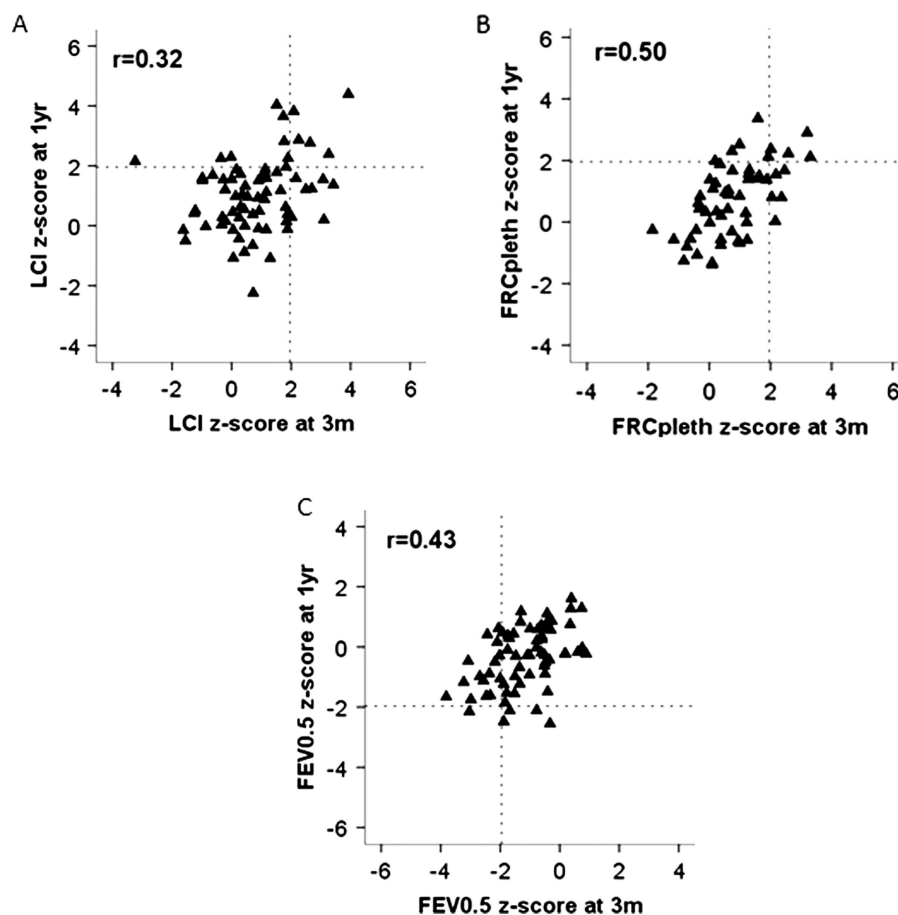 A
r=0.32
6
4
2
0
-2
-4
LCI z-score at 1yr
-4 -2 0 2 4 6
LCI z-score at 3m
B
r=0.50
6
4
2
0
-2
-4
FRCpleth z-score at 1yr
-4 -2 0 2 4 6
FRCpleth z-score at 3m
C
r=0.43
4
2
0
-2
-4
-6
FEV0.5 z-score at 1yr
-6 -4 -2 0 2 4
FEV0.5 z-score at 3m